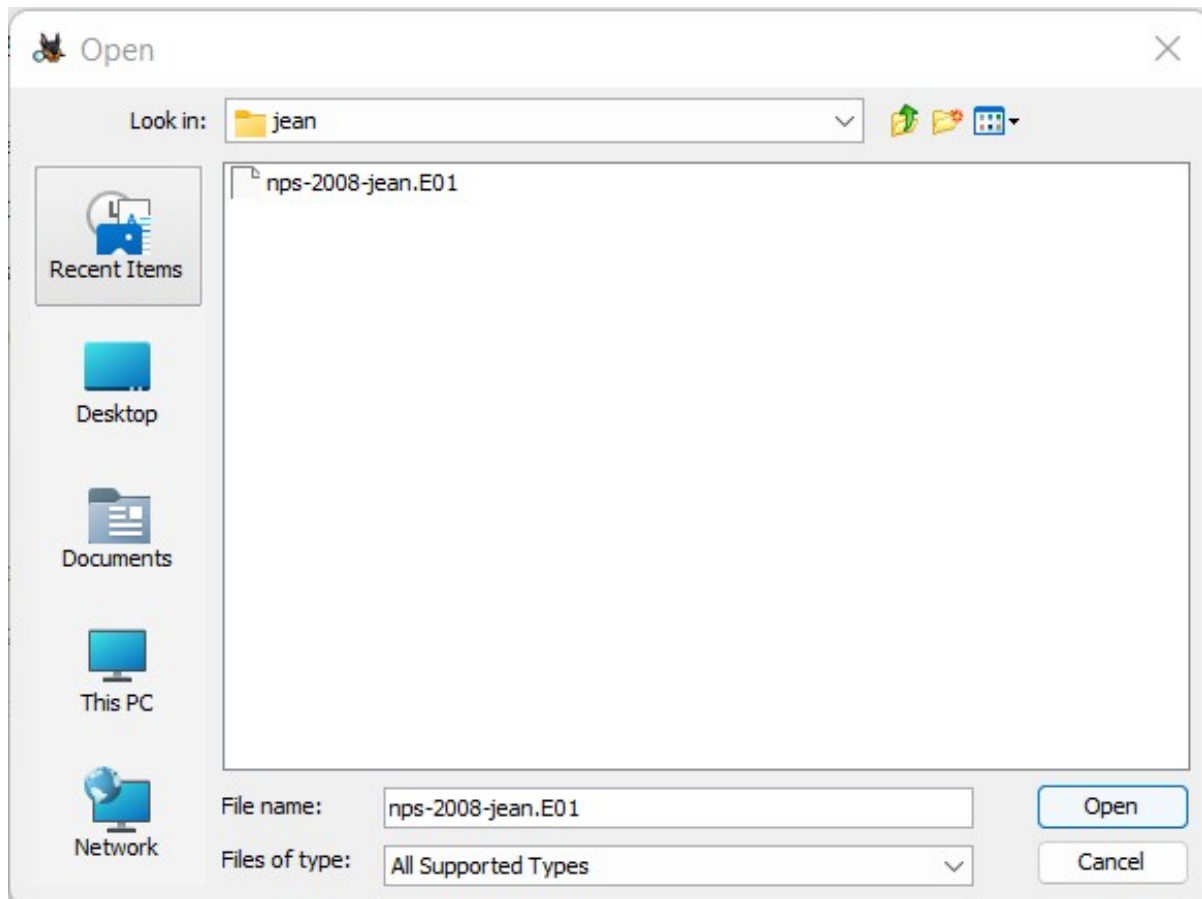 Open
Look in: jean
nps-2008-jean.E01
Recent Items
Desktop
Documents
This PC
Network
File name: nps-2008-jean.E01 Open
Files of type: All Supported Types Cancel